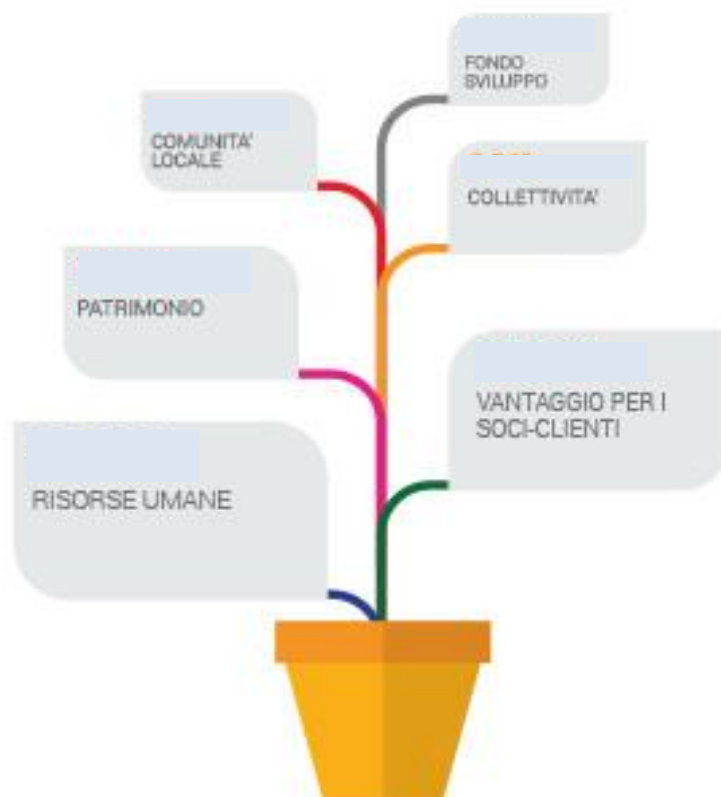 FONDO
SVILUPPO
COMUNITA'
LOCALE
COLLETTIVITA'
PATRIMONIO
VANTAGGIO PER I
SOCI-CLIENTI
RISORSE UMANE